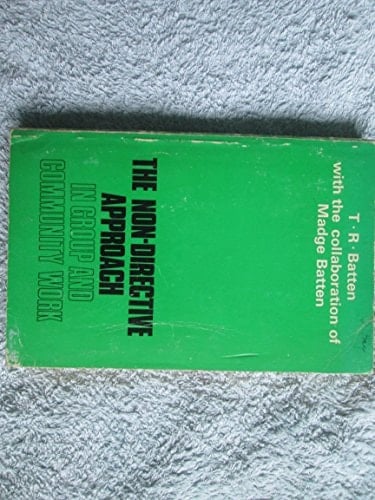 T · R · Batten
with the collaboration of
Madge Batten
THE NON-DIRECTIVE
APPROACH
IN GROUP AND
COMMUNITY WORK